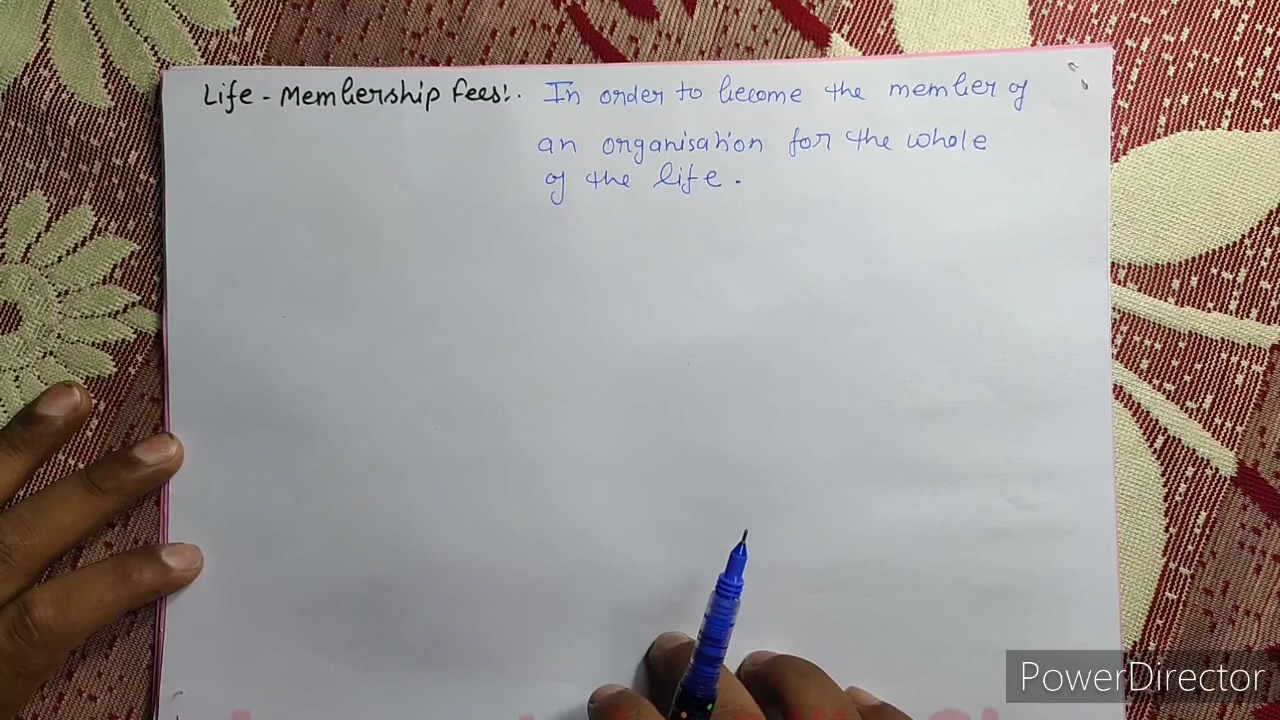 Life - Membership fees:. In order to become the member of
an organisation for the whole
of the life.
PowerDirector